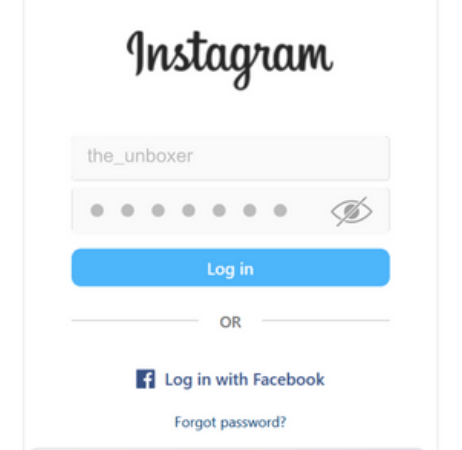 Instagram
the_unboxer
Log in
OR
Log in with Facebook
Forgot password?